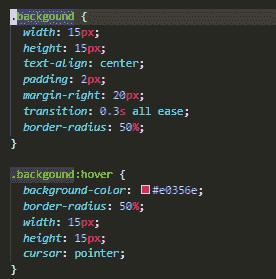 .backgound {
width: 15px;
height: 15px;
text-align: center;
padding: 2px;
margin-right: 20px;
transition: 0.3s all ease;
border-radius: 50%;
}
.backgound:hover {
background-color: #e0356e;
border-radius: 50%;
width: 15px;
height: 15px;
cursor: pointer;
}